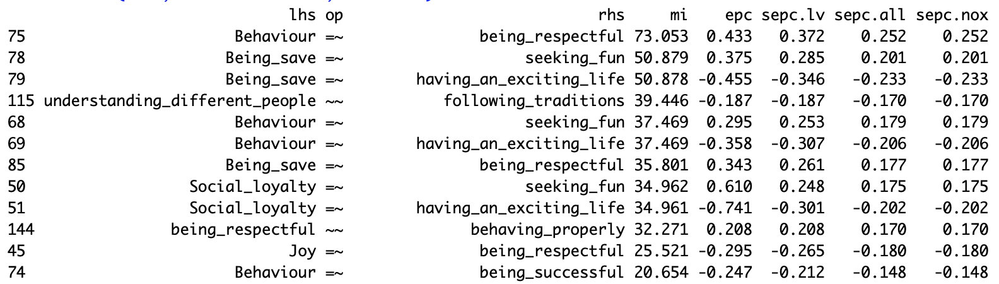 lhs op rhs mi epc sepc.lv sepc.all sepc.nox
75 Behaviour =~ being_respectful 73.053 0.433 0.372 0.252 0.252
78 Being_save =~ seeking_fun 50.879 0.375 0.285 0.201 0.201
79 Being_save =~ having_an_exciting_life 50.878 -0.455 -0.346 -0.233 -0.233
115 understanding_different_people ~~ following_traditions 39.446 -0.187 -0.187 -0.170 -0.170
68 Behaviour =~ seeking_fun 37.469 0.295 0.253 0.179 0.179
69 Behaviour =~ having_an_exciting_life 37.469 -0.358 -0.307 -0.206 -0.206
85 Being_save =~ being_respectful 35.801 0.343 0.261 0.177 0.177
50 Social_loyalty =~ seeking_fun 34.962 0.610 0.248 0.175 0.175
51 Social_loyalty =~ having_an_exciting_life 34.961 -0.741 -0.301 -0.202 -0.202
144 being_respectful ~~ behaving_properly 32.271 0.208 0.208 0.170 0.170
45 Joy =~ being_respectful 25.521 -0.295 -0.265 -0.180 -0.180
74 Behaviour =~ being_successful 20.654 -0.247 -0.212 -0.148 -0.148